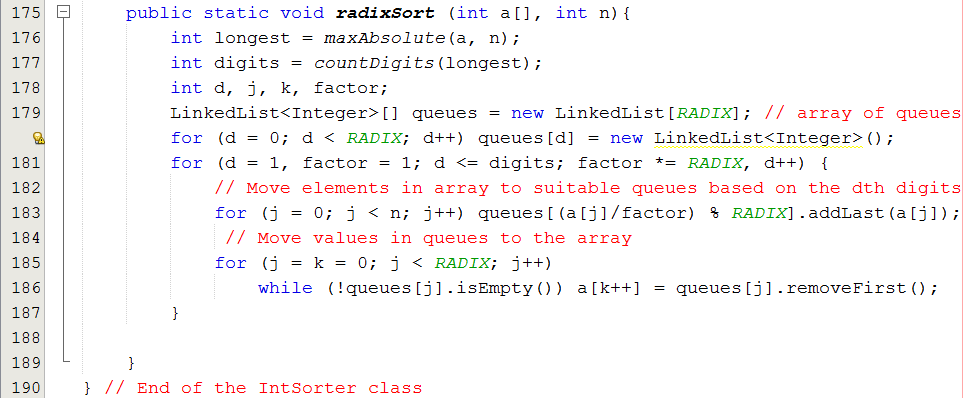 175 public static void radixSort (int a[], int n){
176 int longest = maxAbsolute(a, n);
177 int digits = countDigits(longest);
178 int d, j, k, factor;
179 LinkedList<Integer>[] queues = new LinkedList[RADIX]; // array of queues
for (d = 0; d < RADIX; d++) queues[d] = new LinkedList<Integer>();
181 for (d = 1, factor = 1; d <= digits; factor *= RADIX, d++) {
182 // Move elements in array to suitable queues based on the dth digits
183 for (j = 0; j < n; j++) queues[(a[j]/factor) % RADIX].addLast(a[j]);
184 // Move values in queues to the array
185 for (j = k = 0; j < RADIX; j++)
186 while (!queues[j].isEmpty()) a[k++] = queues[j].removeFirst();
187 }
188
189 }
190 } // End of the IntSorter class